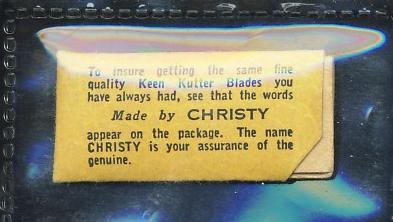 To insure getting the same fine
quality Keen Kutter Blades you
have always had, see that the words
Made by CHRISTY
appear on the package. The name
CHRISTY is your assurance of the
genuine.